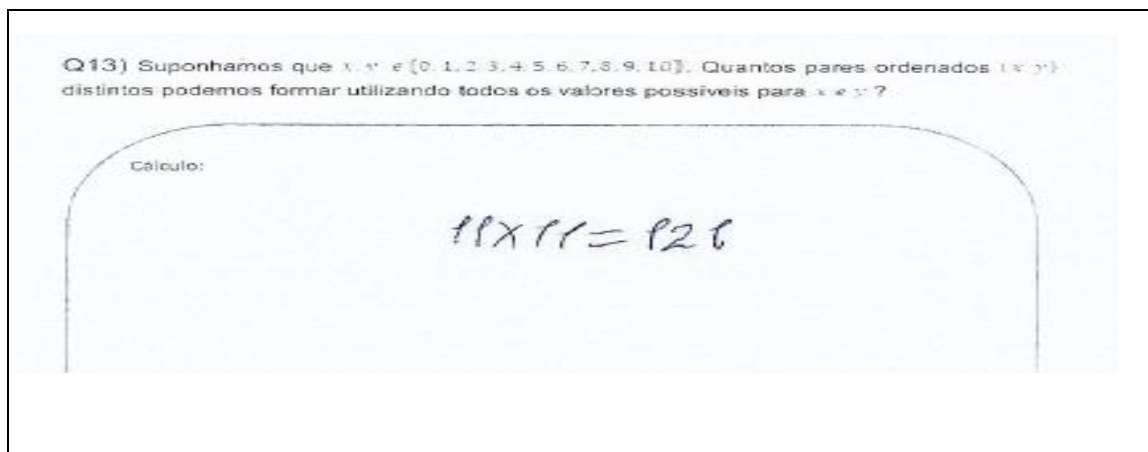 Q13) Suponhamos que x, y ∈ {0, 1, 2, 3, 4, 5, 6, 7, 8, 9, 10}. Quantos pares ordenados (x, y)
distintos podemos formar utilizando todos os valores possíveis para x e y ?
Cálculo:
11X11=121